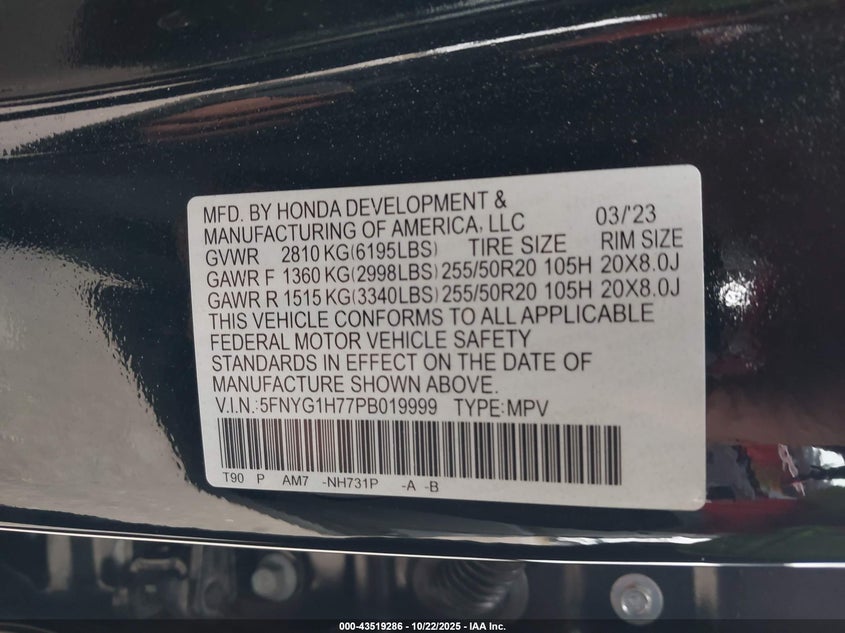 MFD. BY HONDA DEVELOPMENT &
MANUFACTURING OF AMERICA, LLC 03/'23
GVWR 2810 KG(6195LBS) TIRE SIZE RIM SIZE
GAWR F 1360 KG(2998LBS) 255/50R20 105H 20X8.0J
GAWR R 1515 KG(3340LBS) 255/50R20 105H 20X8.0J
THIS VEHICLE CONFORMS TO ALL APPLICABLE
FEDERAL MOTOR VEHICLE SAFETY
STANDARDS IN EFFECT ON THE DATE OF
MANUFACTURE SHOWN ABOVE.
V.I.N.:5FNYG1H77PB019999 TYPE:MPV
T90 P AM7 -NH731P -A -B
000-43519286 - 10/22/2025 - IAA Inc.